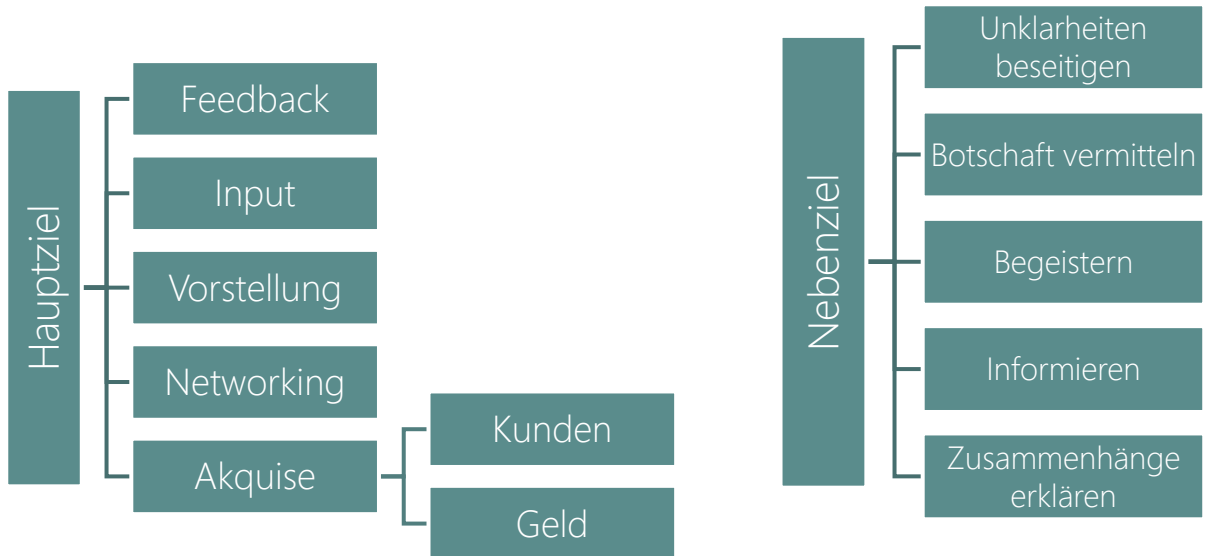 Hauptziel
Feedback
Input
Vorstellung
Networking
Akquise
Kunden
Geld
Nebenziel
Unklarheiten
beseitigen
Botschaft vermitteln
Begeistern
Informieren
Zusammenhänge
erklären